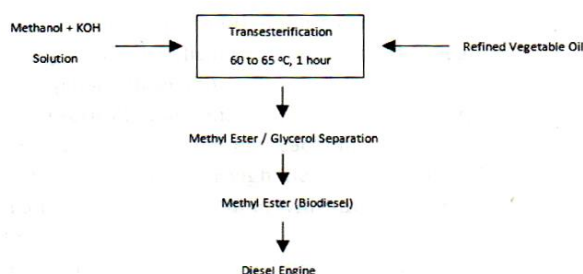 Methanol + KOH
Solution
Transesterification
60 to 65 ºC, 1 hour
Refined Vegetable Oil
Methyl Ester / Glycerol Separation
Methyl Ester (Biodiesel)
Diesel Engine